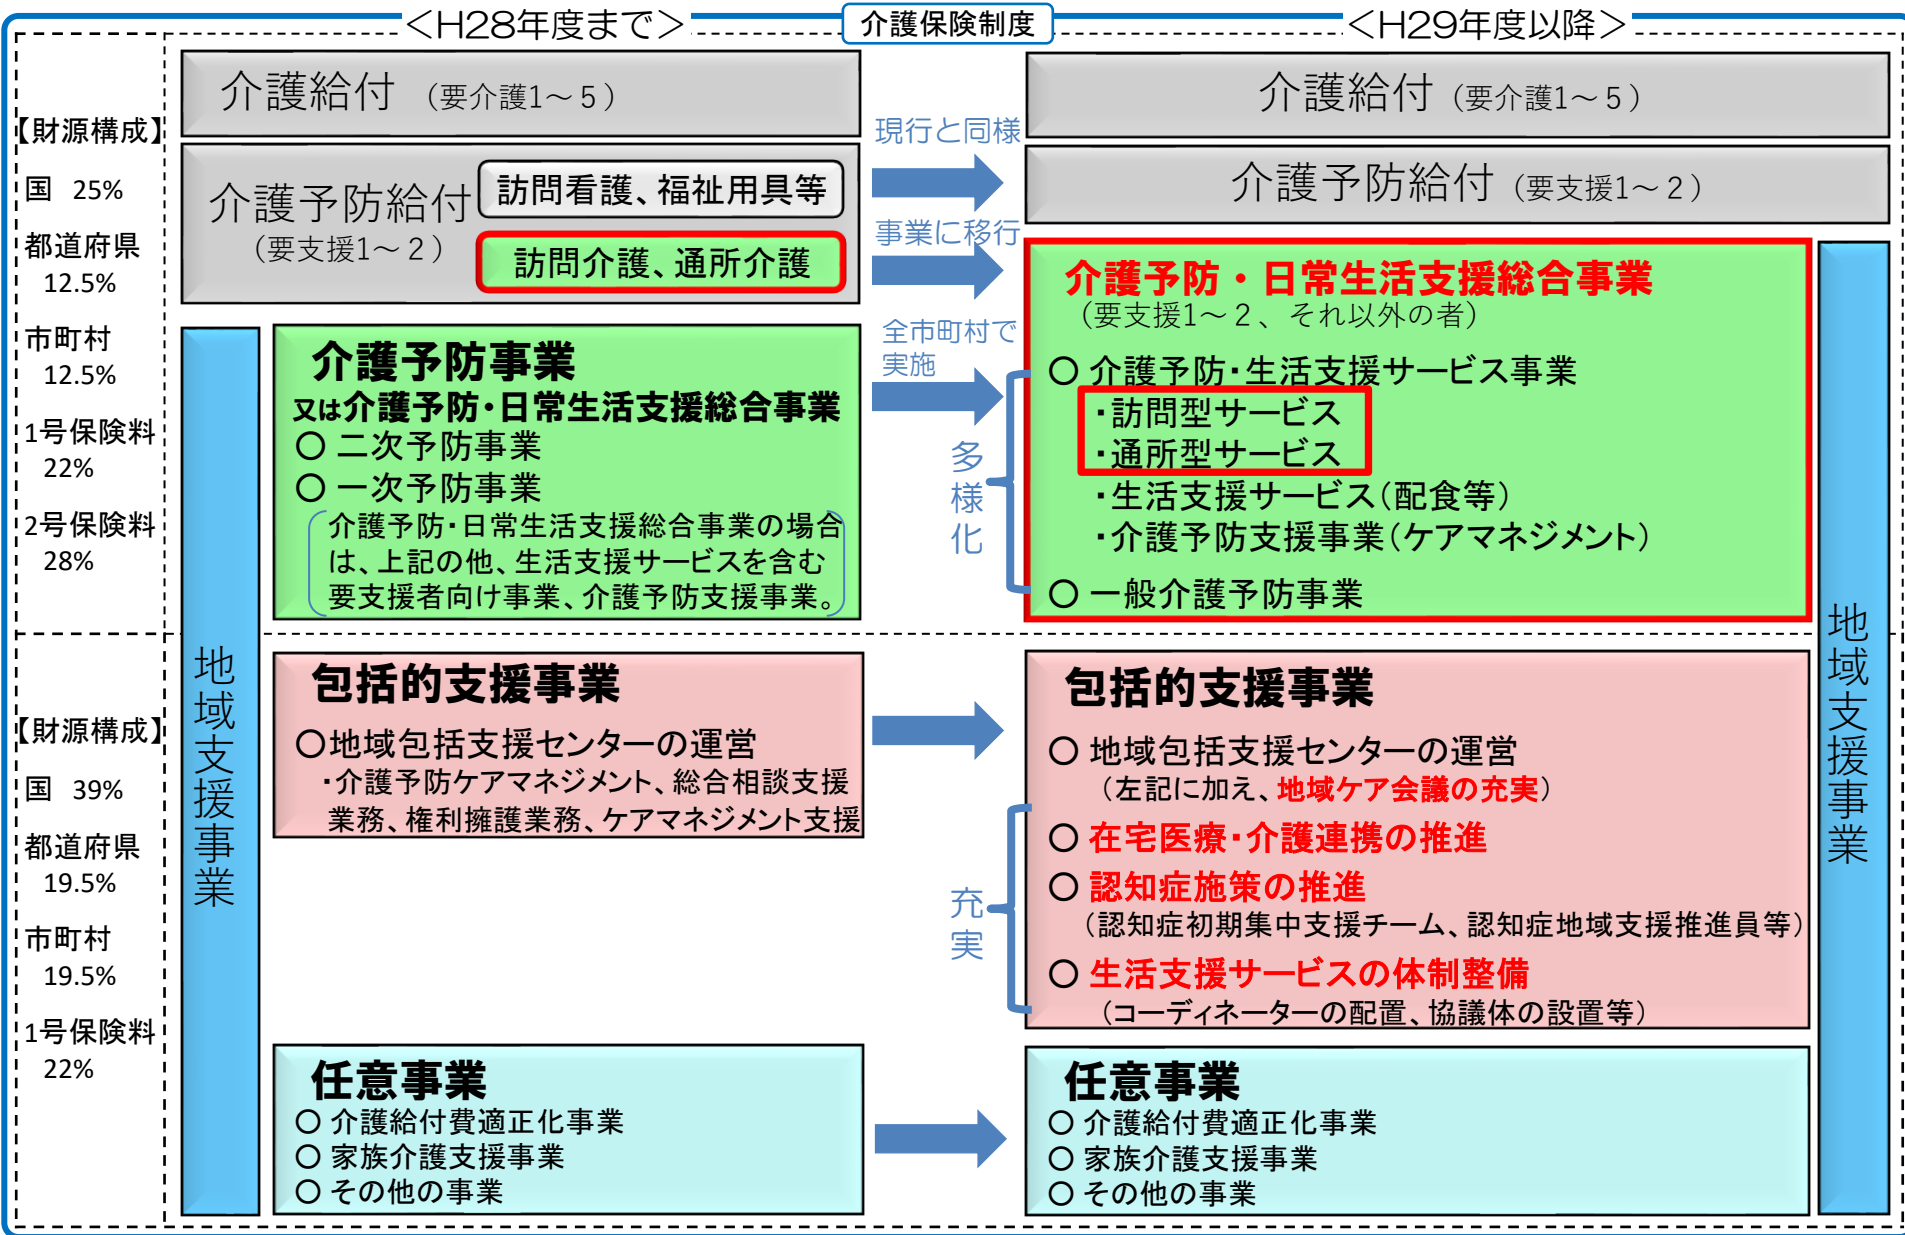 ＜H28年度まで＞
介護保険制度
＜H29年度以降＞
【財源構成】
国 25%
都道府県
12.5%
市町村
12.5%
1号保険料
22%
2号保険料
28%
【財源構成】
国 39%
都道府県
19.5%
市町村
19.5%
1号保険料
22%
介護給付 （要介護1～５）
介護予防給付
（要支援1～２）
訪問看護、福祉用具等
訪問介護、通所介護
地域支援事業
介護予防事業
又は介護予防・日常生活支援総合事業
○ 二次予防事業
○ 一次予防事業
介護予防・日常生活支援総合事業の場合
は、上記の他、生活支援サービスを含む
要支援者向け事業、介護予防支援事業。
包括的支援事業
○地域包括支援センターの運営
・介護予防ケアマネジメント、総合相談支援
業務、権利擁護業務、ケアマネジメント支援
任意事業
○ 介護給付費適正化事業
○ 家族介護支援事業
○ その他の事業
現行と同様
事業に移行
全市町村で
実施
多様化
充実
介護給付 （要介護1～５）
介護予防給付 （要支援1～２）
介護予防・日常生活支援総合事業
（要支援1～２、それ以外の者）
○ 介護予防・生活支援サービス事業
・訪問型サービス
・通所型サービス
・生活支援サービス（配食等）
・介護予防支援事業（ケアマネジメント）
○ 一般介護予防事業
包括的支援事業
○ 地域包括支援センターの運営
（左記に加え、地域ケア会議の充実）
○ 在宅医療・介護連携の推進
○ 認知症施策の推進
（認知症初期集中支援チーム、認知症地域支援推進員等）
○ 生活支援サービスの体制整備
（コーディネーターの配置、協議体の設置等）
任意事業
○ 介護給付費適正化事業
○ 家族介護支援事業
○ その他の事業
地域支援事業